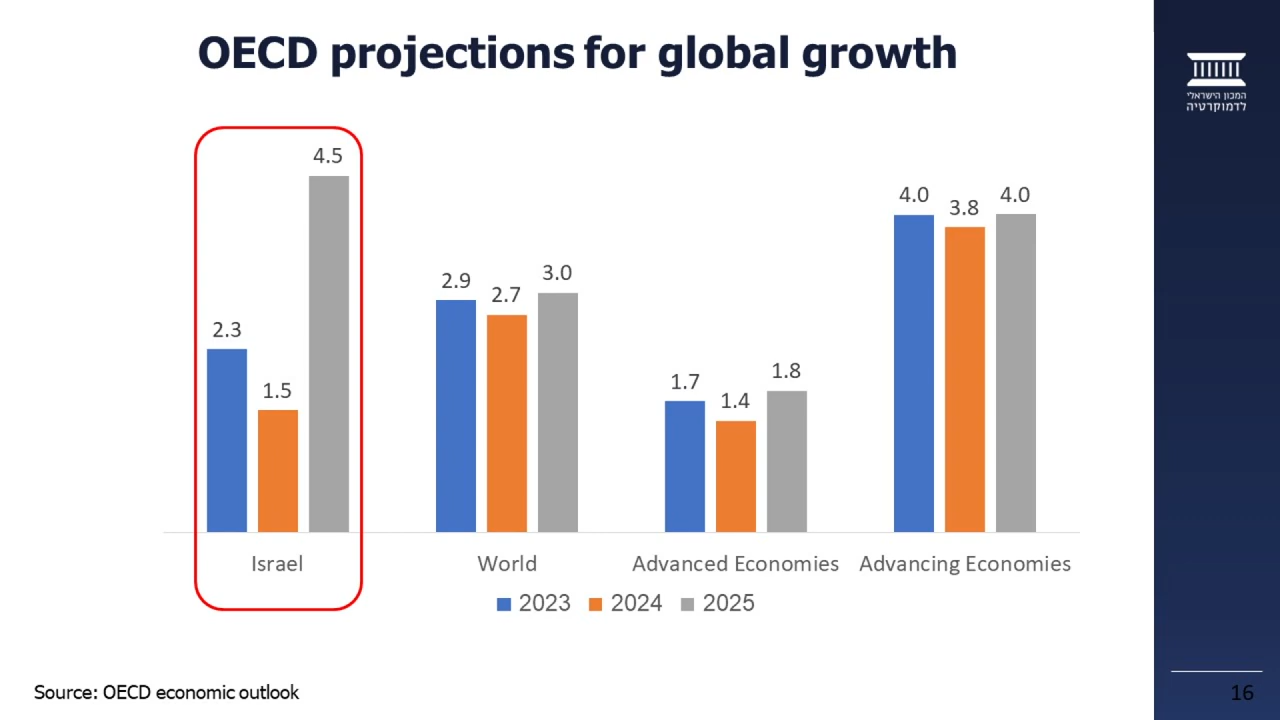 OECD projections for global growth
המכון הישראלי
לדמוקרטיה
4.5
2.3
1.5
2.9
2.7
3.0
1.7
1.4
1.8
4.0
3.8
4.0
Israel
World
Advanced Economies
Advancing Economies
2023
2024
2025
Source: OECD economic outlook
16